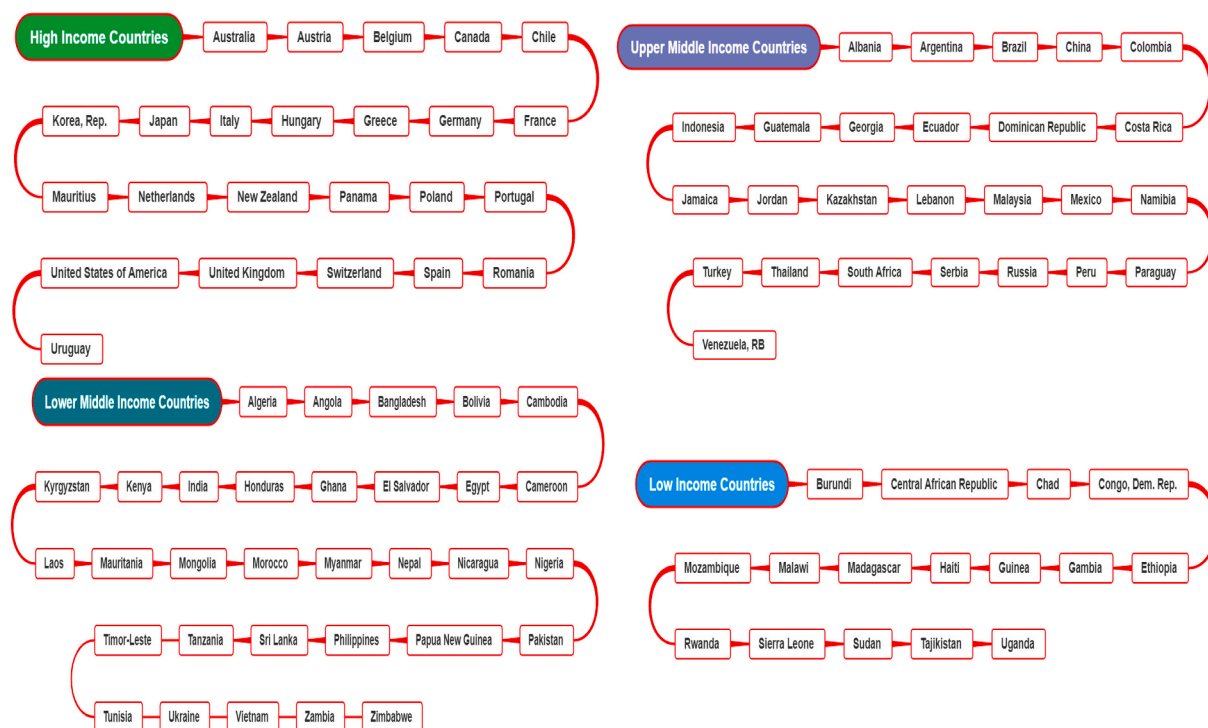 High Income Countries
Australia
Austria
Belgium
Canada
Chile
France
Germany
Greece
Hungary
Italy
Japan
Korea, Rep.
Mauritius
Netherlands
New Zealand
Panama
Poland
Portugal
Romania
Spain
Switzerland
United Kingdom
United States of America
Uruguay
Upper Middle Income Countries
Albania
Argentina
Brazil
China
Colombia
Costa Rica
Dominican Republic
Ecuador
Georgia
Guatemala
Indonesia
Jamaica
Jordan
Kazakhstan
Lebanon
Malaysia
Mexico
Namibia
Paraguay
Peru
Russia
Serbia
South Africa
Thailand
Turkey
Venezuela, RB
Lower Middle Income Countries
Algeria
Angola
Bangladesh
Bolivia
Cambodia
Cameroon
Egypt
El Salvador
Ghana
Honduras
India
Kenya
Kyrgyzstan
Laos
Mauritania
Mongolia
Morocco
Myanmar
Nepal
Nicaragua
Nigeria
Pakistan
Papua New Guinea
Philippines
Sri Lanka
Tanzania
Timor-Leste
Tunisia
Ukraine
Vietnam
Zambia
Zimbabwe
Low Income Countries
Burundi
Central African Republic
Chad
Congo, Dem. Rep.
Ethiopia
Gambia
Guinea
Haiti
Madagascar
Malawi
Mozambique
Rwanda
Sierra Leone
Sudan
Tajikistan
Uganda